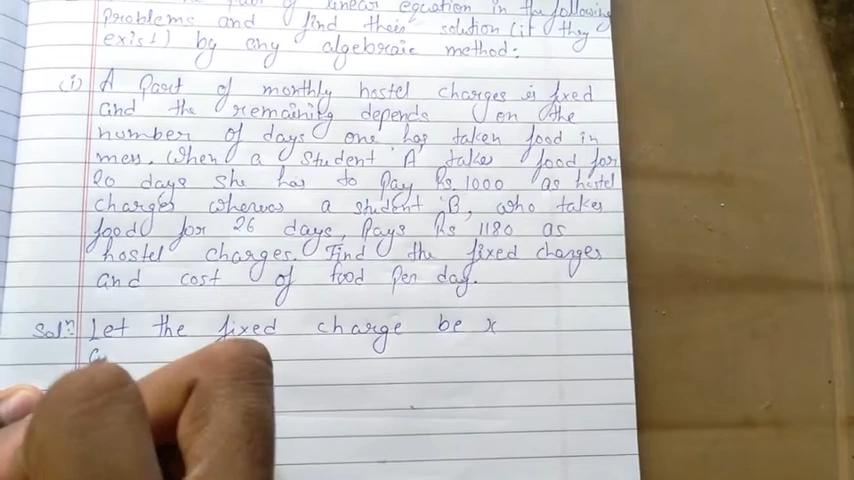 pair of linear equation in the following
problems and find their solution (if they
exist) by any algebraic method:
(i) A Part of monthly hostel charges is fixed
and the remaining depends on the
number of days one has taken food in
mess. When a student 'A' takes food for
20 days she has to Pay Rs. 1000 as hostel
charges whereas a student 'B', who takes
food for 26 days, Pays Rs 1180 as
hostel charges. Find the fixed charges
and cost of food Per day.
Solⁿ: Let the fixed charge be x